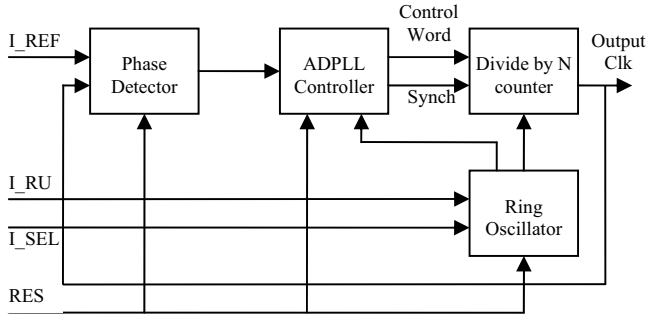 I_REF
Phase
Detector
ADPLL
Controller
Control
Word
Synch
Divide by N
counter
Output
Clk
I_RU
I_SEL
Ring
Oscillator
RES